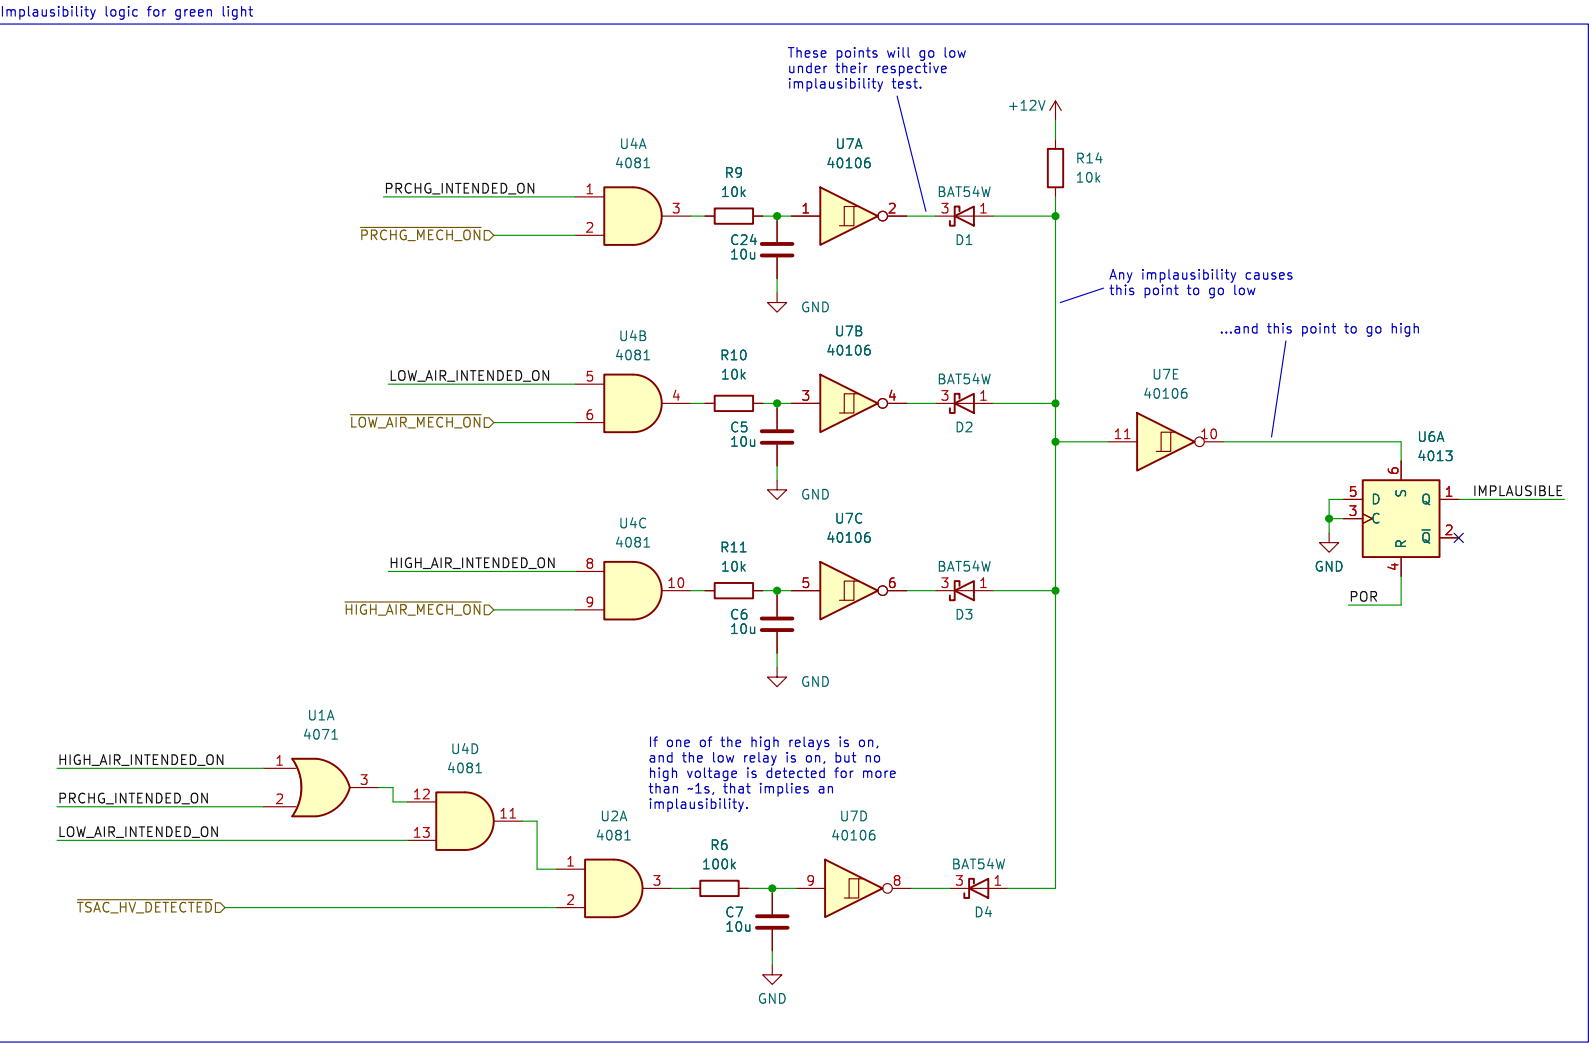 Implausibility logic for green light
These points will go low
under their respective
implausibility test.
+12V
R14
10k
U4A
4081
PRCHG_INTENDED_ON
PRCHG_MECH_ON
1
2
3
R9
10k
C24
10u
GND
U7A
40106
1
2
BAT54W
3
1
D1
Any implausibility causes
this point to go low
...and this point to go high
U4B
4081
LOW_AIR_INTENDED_ON
LOW_AIR_MECH_ON
5
6
4
R10
10k
C5
10u
GND
U7B
40106
3
4
BAT54W
3
1
D2
U7E
40106
11
10
U6A
4013
6
5
D
S
Q
1
IMPLAUSIBLE
3
C
Q
2
R
4
GND
POR
U4C
4081
HIGH_AIR_INTENDED_ON
HIGH_AIR_MECH_ON
8
9
10
R11
10k
C6
10u
GND
U7C
40106
5
6
BAT54W
3
1
D3
U1A
4071
HIGH_AIR_INTENDED_ON
PRCHG_INTENDED_ON
LOW_AIR_INTENDED_ON
1
2
3
U4D
4081
12
13
11
If one of the high relays is on,
and the low relay is on, but no
high voltage is detected for more
than ~1s, that implies an
implausibility.
U2A
4081
TSAC_HV_DETECTED
1
2
3
R6
100k
C7
10u
GND
U7D
40106
9
8
BAT54W
3
1
D4